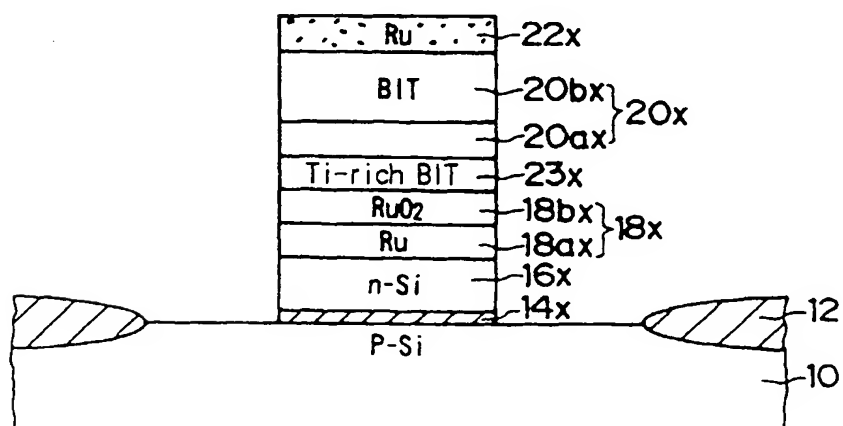 Ru 22x
BIT 20bx
20x
20ax
Ti-rich BIT 23x
RuO2 18bx
18x
Ru 18ax
n-Si 16x
14x
P-Si
12
10